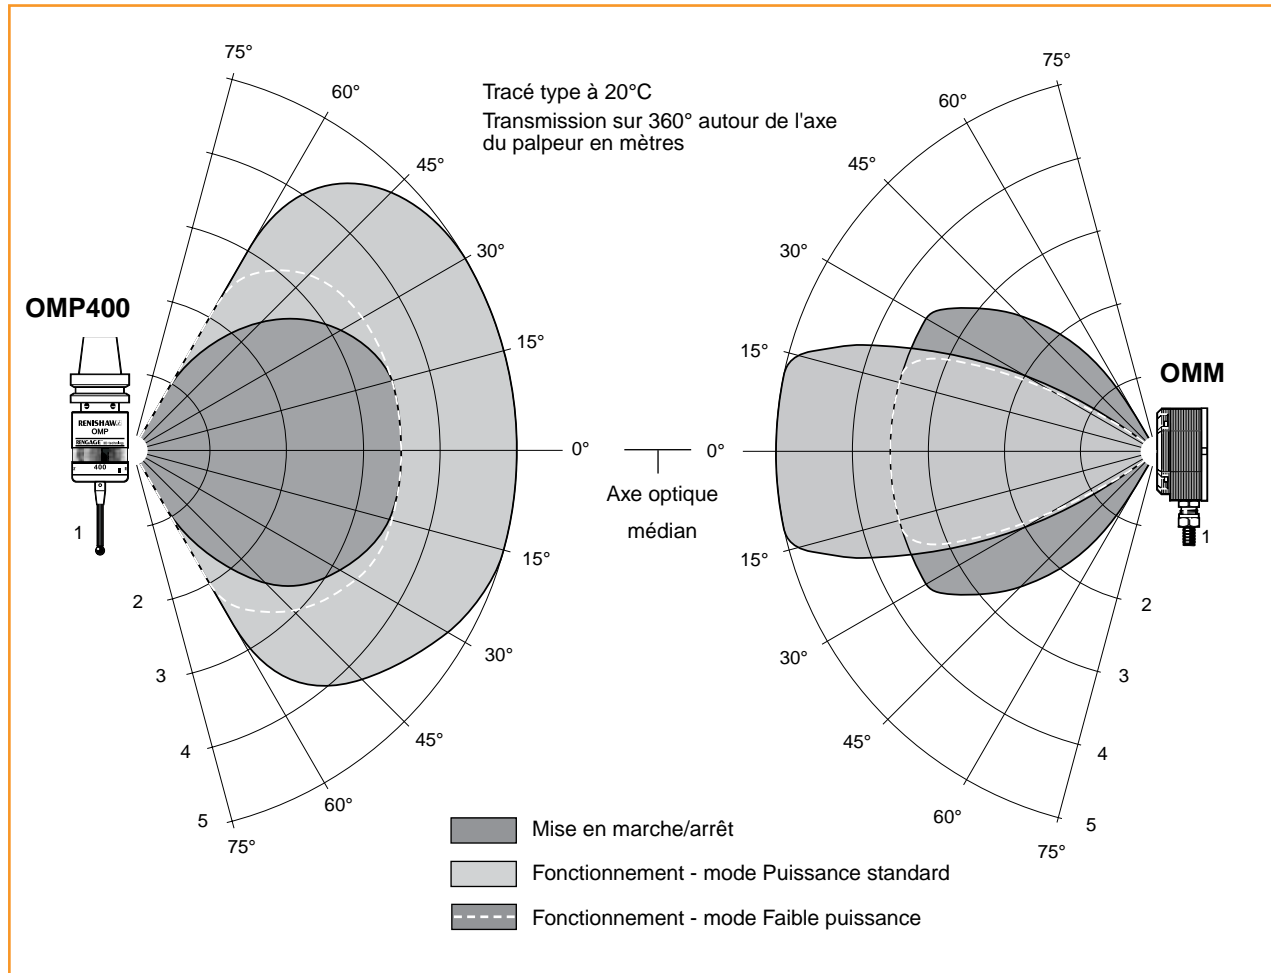 75°
60°
45°
30°
15°
0°
15°
30°
45°
60°
75°
Tracé type à 20°C
Transmission sur 360° autour de l'axe
du palpeur en mètres
OMP400
RENISHAW
OMP
RENGAGE
400
1
2
3
4
5
Axe optique
médian
75°
60°
45°
30°
15°
0°
15°
30°
45°
60°
75°
OMM
1
2
3
4
5
Mise en marche/arrêt
Fonctionnement - mode Puissance standard
Fonctionnement - mode Faible puissance